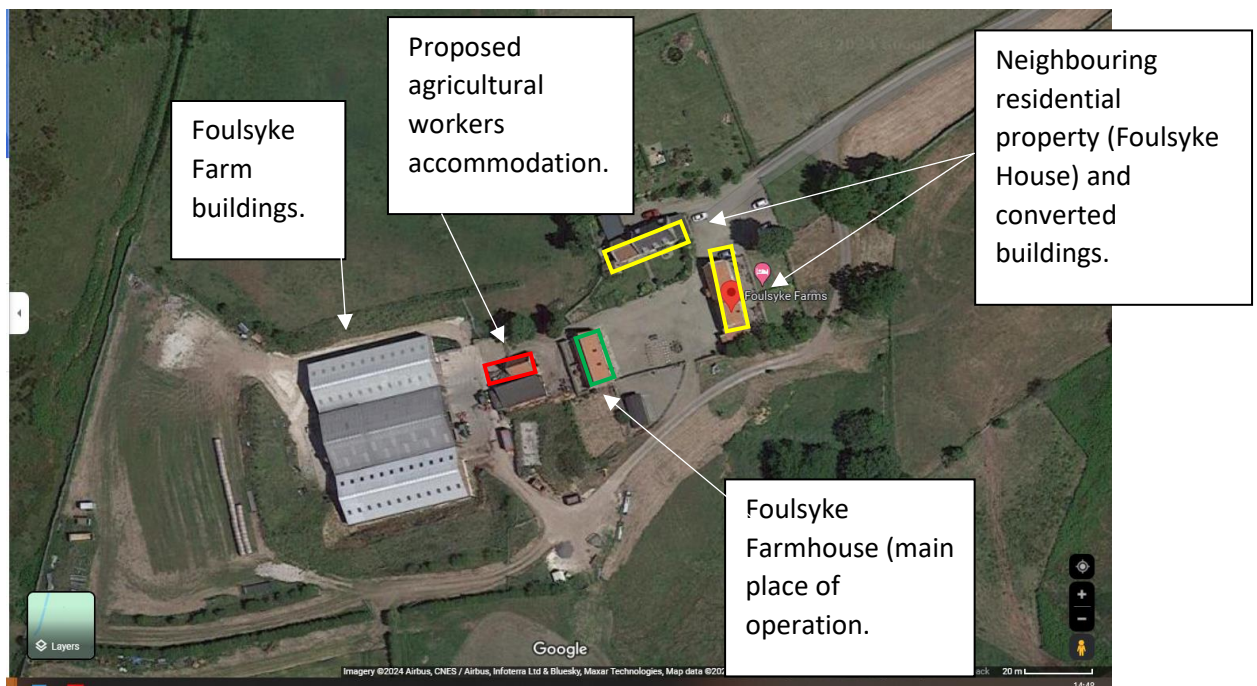 Proposed
agricultural
workers
accommodation.
Neighbouring
residential
property (Foulsyke
House) and
converted
buildings.
Foulsyke
Farm
buildings.
Foulsyke Farms
Foulsyke
Farmhouse (main
place of
operation.
Layers
Google
Imagery ©2024 Airbus, CNES / Airbus, Infoterra Ltd & Bluesky, Maxar Technologies, Map data ©202
20 m
14:48